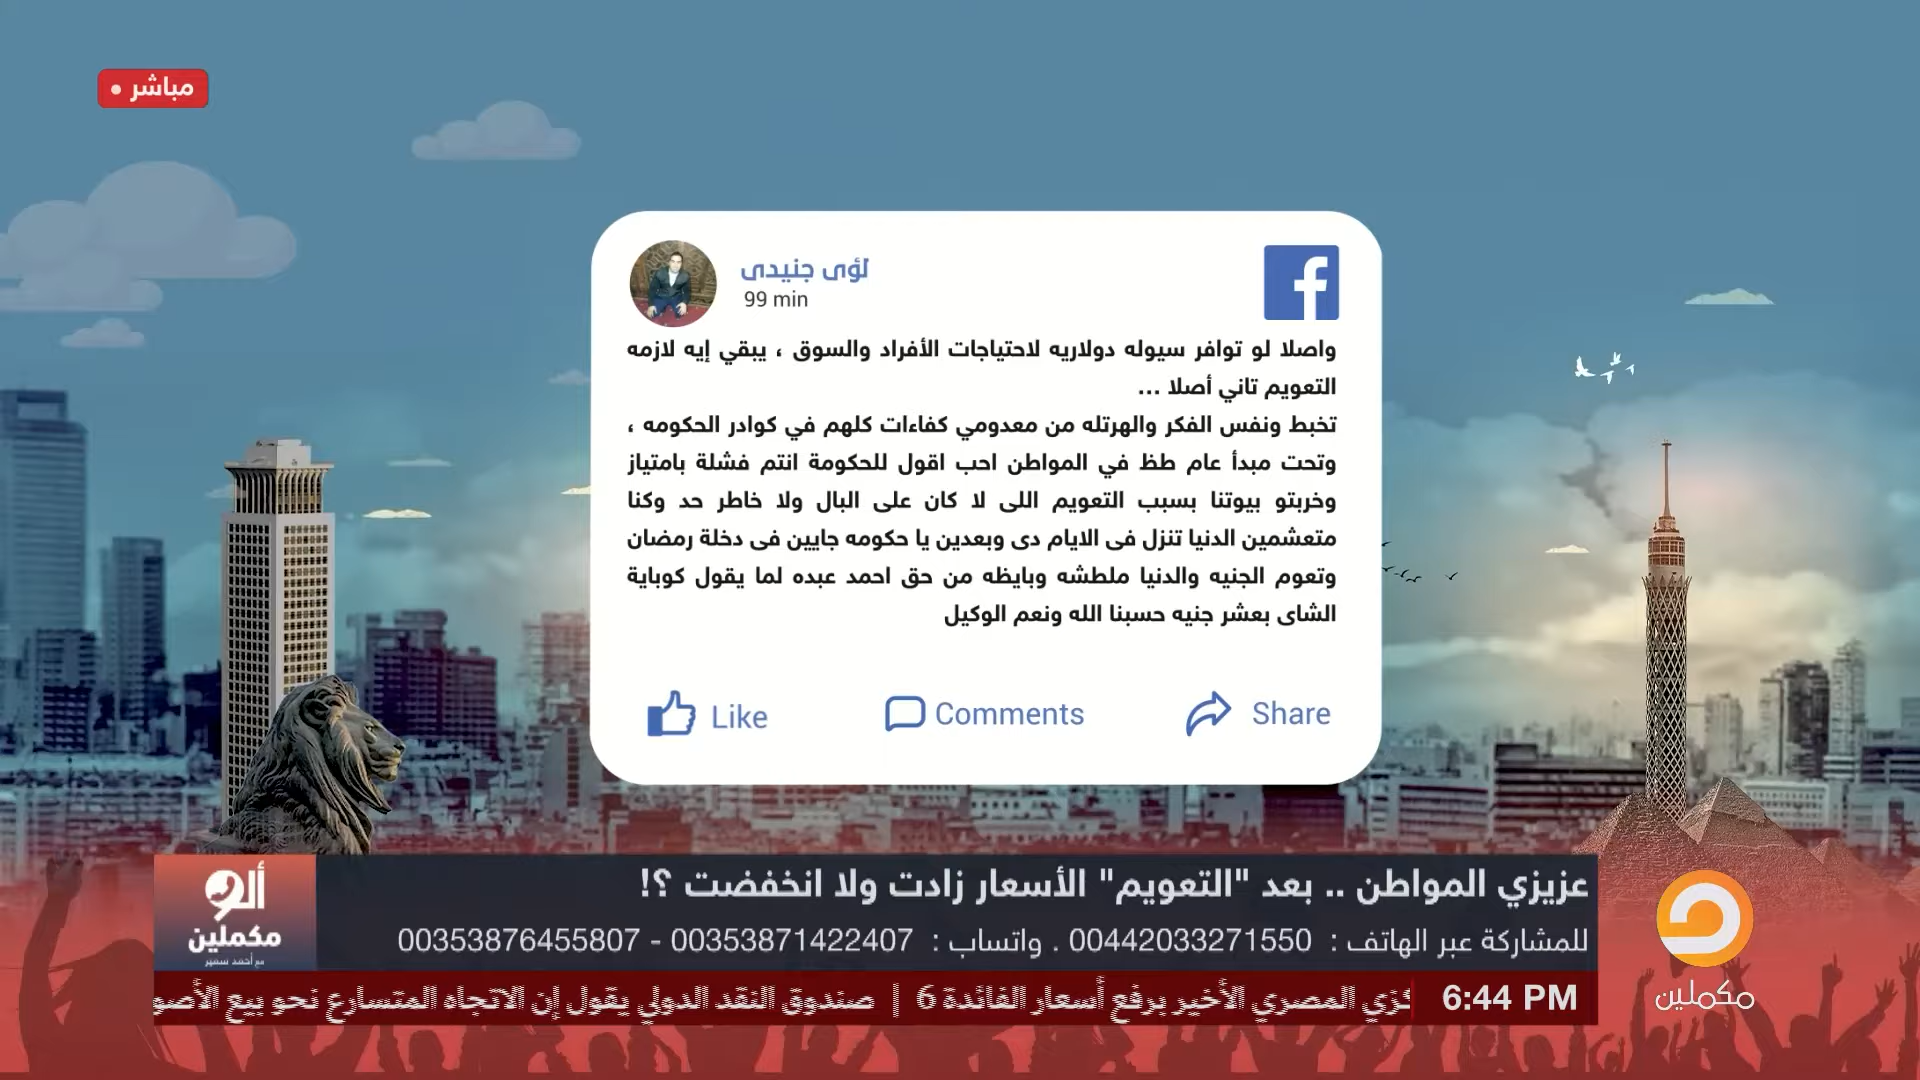 مباشر
لؤى جنيدى
99 min
واصلا لو توافر سيوله دولاريه لاحتياجات الأفراد والسوق ، يبقي إيه لازمه
التعويم تاني أصلا ...
تخبط ونفس الفكر والهرتله من معدومي كفاءات كلهم في كوادر الحكومه ،
وتحت مبدأ عام طظ في المواطن احب اقول للحكومة انتم فشلة بامتياز
وخربتو بيوتنا بسبب التعويم اللى لا كان على البال ولا خاطر حد وكنا
متعشمين الدنيا تنزل فى الايام دى وبعدين يا حكومه جايين فى دخلة رمضان
وتعوم الجنيه والدنيا ملطشه وبايظه من حق احمد عبده لما يقول كوباية
الشاى بعشر جنيه حسبنا الله ونعم الوكيل
Like
Comments
Share
ألو
مكملين
مع أحمد سمير
عزيزي المواطن .. بعد "التعويم" الأسعار زادت ولا انخفضت ؟!
للمشاركة عبر الهاتف : 00442033271550 . واتساب : 00353871422407 - 00353876455807
6:44 PM
كزي المصري الأخير برفع أسعار الفائدة 6 | صندوق النقد الدولي يقول إن الاتجاه المتسارع نحو بيع الأصو
مكملين